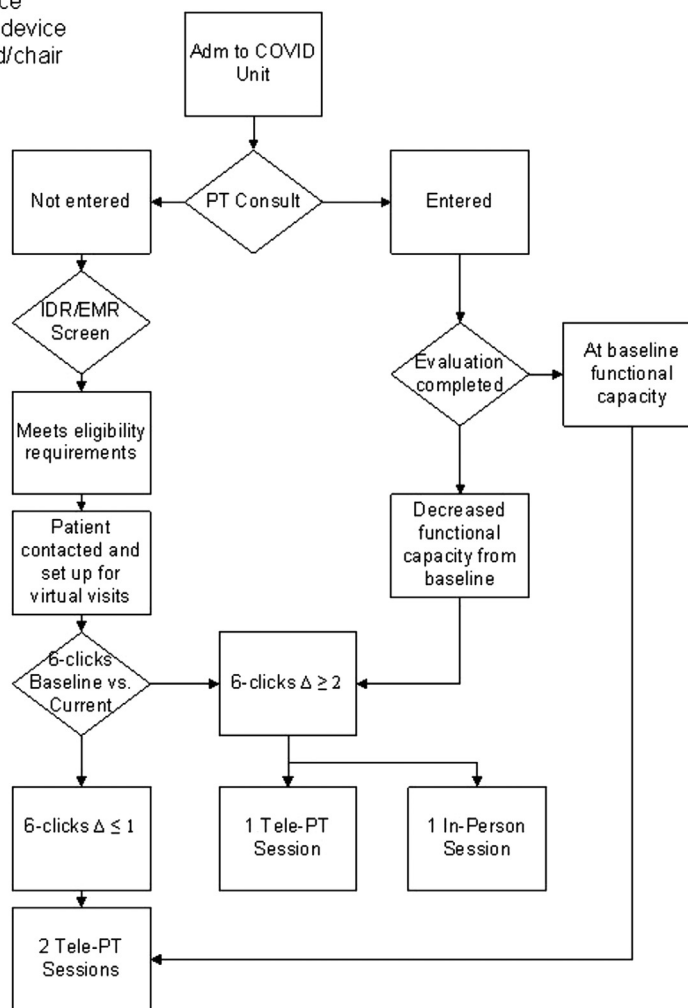 device
Adm to COVID
Unit
Not entered
PT Consult
Entered
IDR/EMR
Screen
Evaluation
completed
At baseline
functional
capacity
Meets eligibility
requirements
Decreased
functional
capacity from
baseline
Patient
contacted and
set up for
virtual visits
6-clicks
Baseline vs.
Current
6-clicks Δ ≥ 2
6-clicks Δ ≤ 1
1 Tele-PT
Session
1 In-Person
Session
2 Tele-PT
Sessions